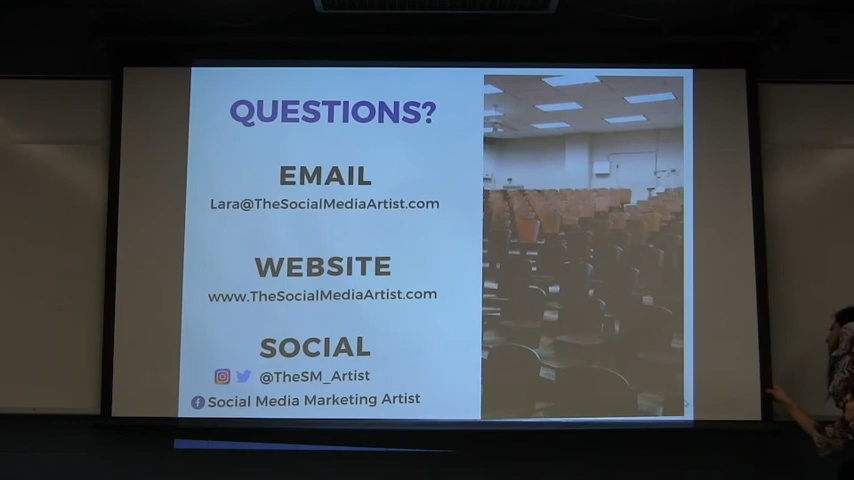 QUESTIONS?
EMAIL
Lara@TheSocialMediaArtist.com
WEBSITE
www.TheSocialMediaArtist.com
SOCIAL
@TheSM_Artist
Social Media Marketing Artist